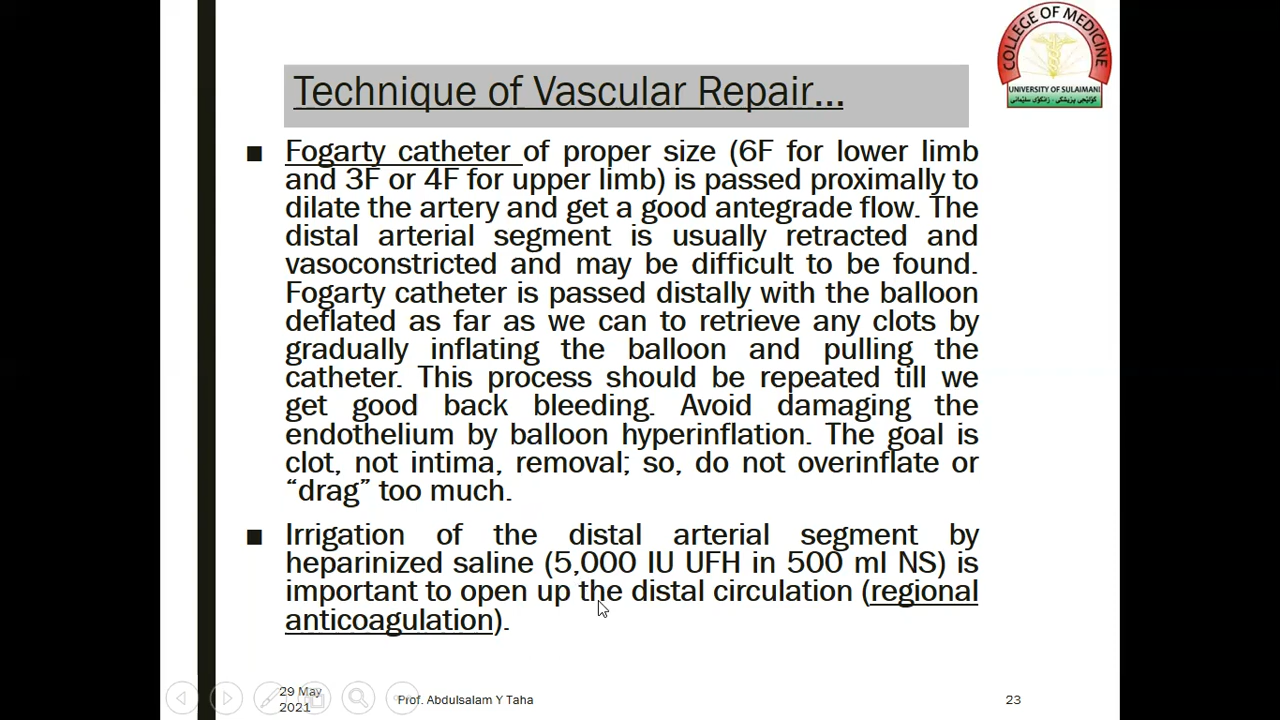 COLLEGE OF MEDICINE
UNIVERSITY OF SULAIMANI
كۆلێجی پزیشکی - زانکۆی سلێمانی
Technique of Vascular Repair...
■ Fogarty catheter of proper size (6F for lower limb
and 3F or 4F for upper limb) is passed proximally to
dilate the artery and get a good antegrade flow. The
distal arterial segment is usually retracted and
vasoconstricted and may be difficult to be found.
Fogarty catheter is passed distally with the balloon
deflated as far as we can to retrieve any clots by
gradually inflating the balloon and pulling the
catheter. This process should be repeated till we
get good back bleeding. Avoid damaging the
endothelium by balloon hyperinflation. The goal is
clot, not intima, removal; so, do not overinflate or
“drag” too much.
■ Irrigation of the distal arterial segment by
heparinized saline (5,000 IU UFH in 500 ml NS) is
important to open up the distal circulation (regional
anticoagulation).
29 May
2021
Prof. Abdulsalam Y Taha
23